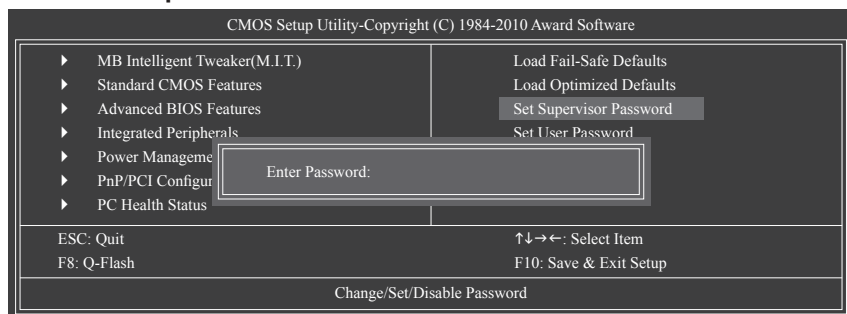 CMOS Setup Utility-Copyright (C) 1984-2010 Award Software
MB Intelligent Tweaker(M.I.T.)
Standard CMOS Features
Advanced BIOS Features
Integrated Peripherals
Power Manageme
PnP/PCI Configur
PC Health Status
Load Fail-Safe Defaults
Load Optimized Defaults
Set Supervisor Password
Set User Password
Enter Password:
ESC: Quit
↑↓→←: Select Item
F8: Q-Flash
F10: Save & Exit Setup
Change/Set/Disable Password